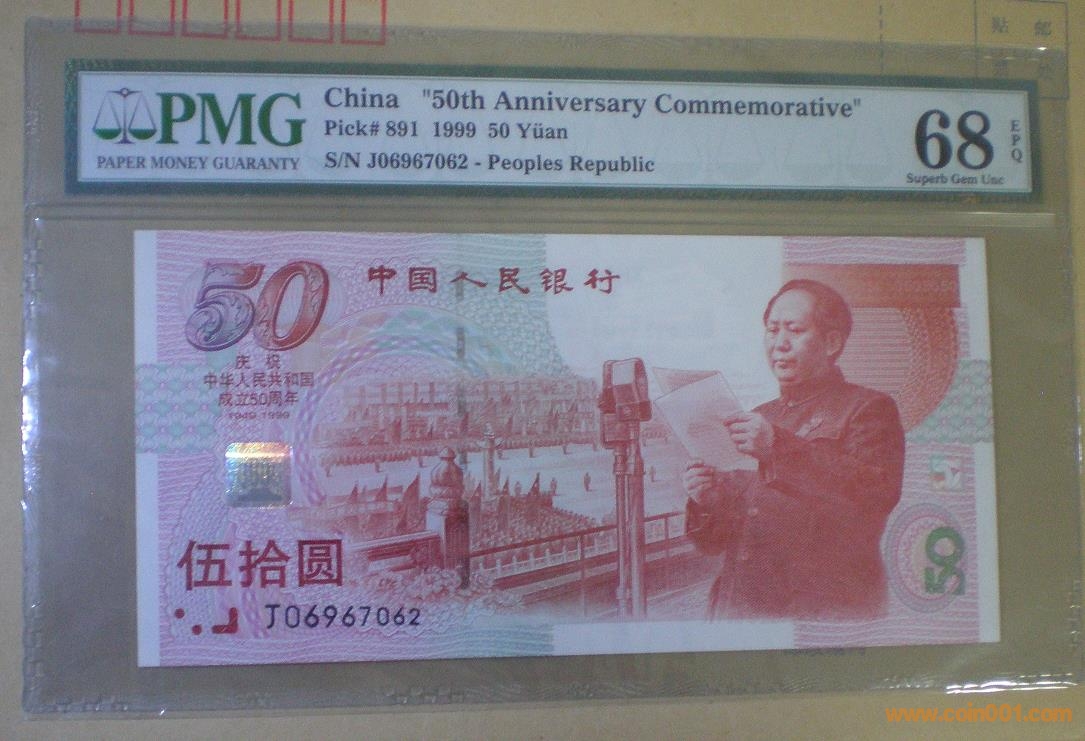 贴 邮
PMG
PAPER MONEY GUARANTY
China "50th Anniversary Commemorative"
Pick# 891 1999 50 Yüan
S/N J06967062 - Peoples Republic
68
EPQ
Superb Gem Unc
50
中国人民银行
庆祝
中华人民共和国
成立50周年
1949-1999
伍拾圆
J06967062
50
www.coin001.com